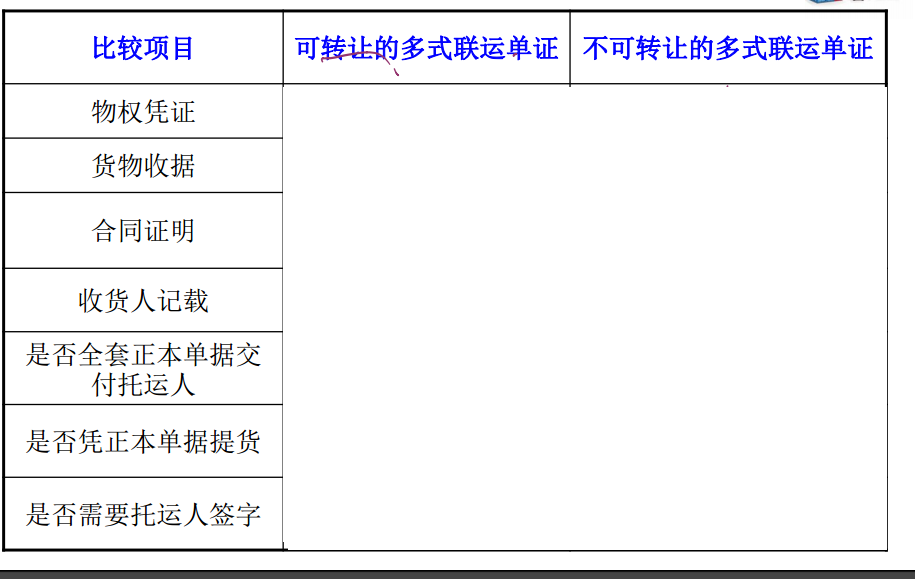 比较项目
可转让的多式联运单证
不可转让的多式联运单证
物权凭证
货物收据
合同证明
收货人记载
是否全套正本单据交
付托运人
是否凭正本单据提货
是否需要托运人签字